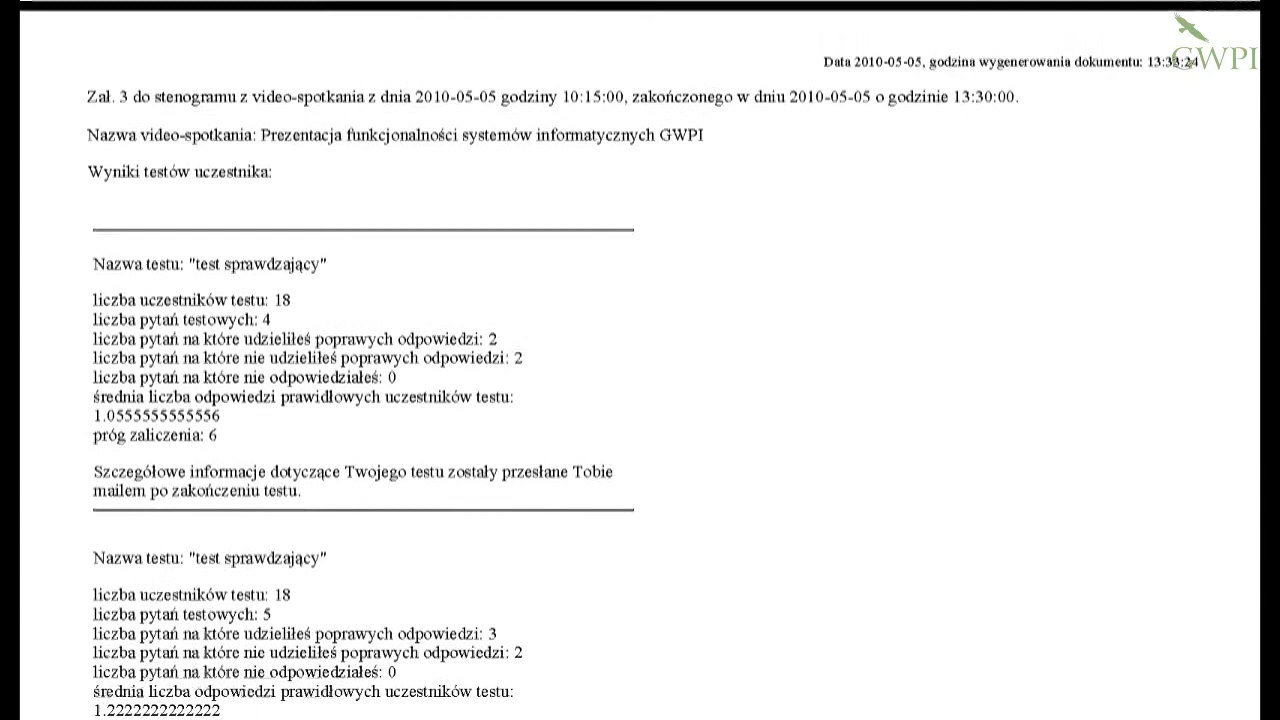 GWPI
Data 2010-05-05, godzina wygenerowania dokumentu: 13:33:24
Zał. 3 do stenogramu z video-spotkania z dnia 2010-05-05 godziny 10:15:00, zakończonego w dniu 2010-05-05 o godzinie 13:30:00.
Nazwa video-spotkania: Prezentacja funkcjonalności systemów informatycznych GWPI
Wyniki testów uczestnika:
Nazwa testu: "test sprawdzający"
liczba uczestników testu: 18
liczba pytań testowych: 4
liczba pytań na które udzieliłeś poprawych odpowiedzi: 2
liczba pytań na które nie udzieliłeś poprawych odpowiedzi: 2
liczba pytań na które nie odpowiedziałeś: 0
średnia liczba odpowiedzi prawidłowych uczestników testu:
1.0555555555556
próg zaliczenia: 6
Szczegółowe informacje dotyczące Twojego testu zostały przesłane Tobie
mailem po zakończeniu testu.
Nazwa testu: "test sprawdzający"
liczba uczestników testu: 18
liczba pytań testowych: 5
liczba pytań na które udzieliłeś poprawych odpowiedzi: 3
liczba pytań na które nie udzieliłeś poprawych odpowiedzi: 2
liczba pytań na które nie odpowiedziałeś: 0
średnia liczba odpowiedzi prawidłowych uczestników testu:
1.2222222222222